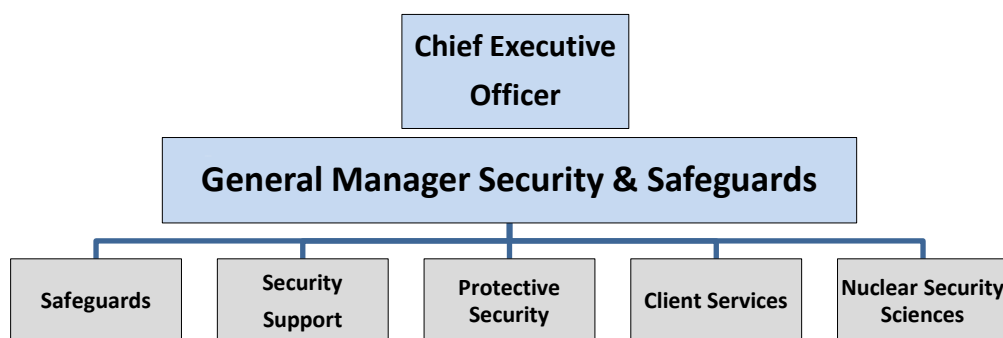 Chief Executive
Officer
General Manager Security & Safeguards
Safeguards
Security
Support
Protective
Security
Client Services
Nuclear Security
Sciences